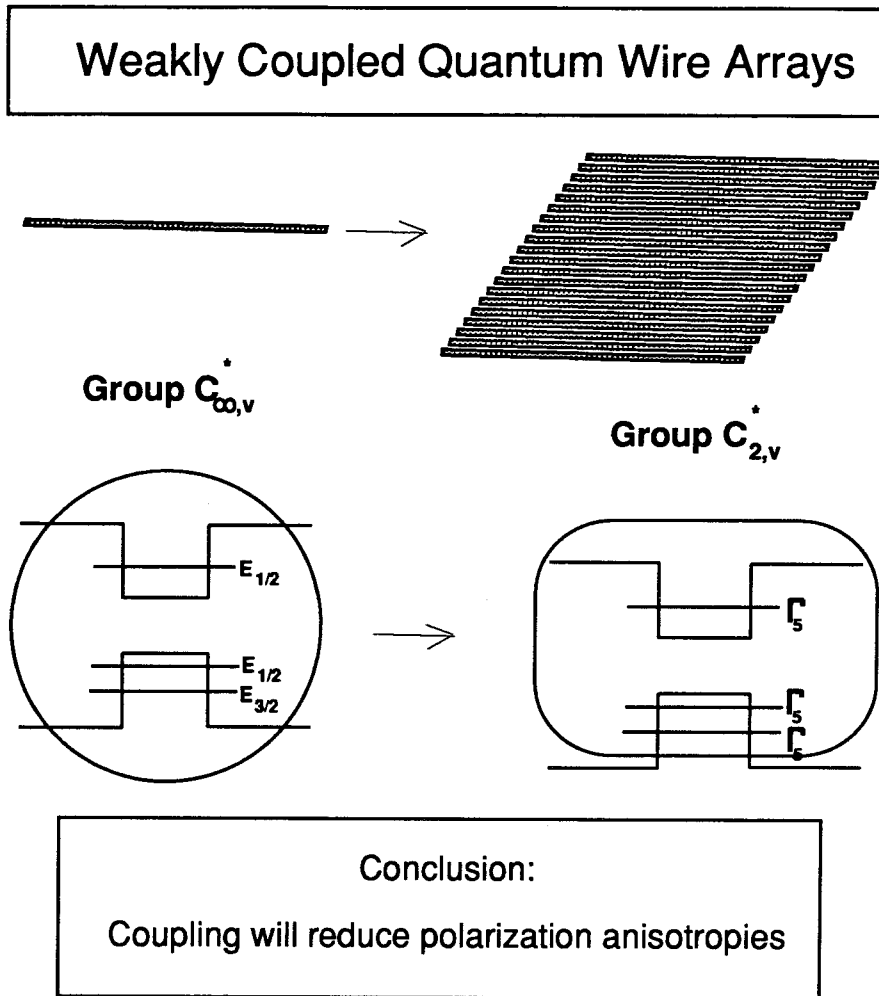 Weakly Coupled Quantum Wire Arrays
Group C*∞,v
Group C*2,v
E1/2
E1/2
E3/2
Γ5
Γ5
Γ5
Conclusion:
Coupling will reduce polarization anisotropies